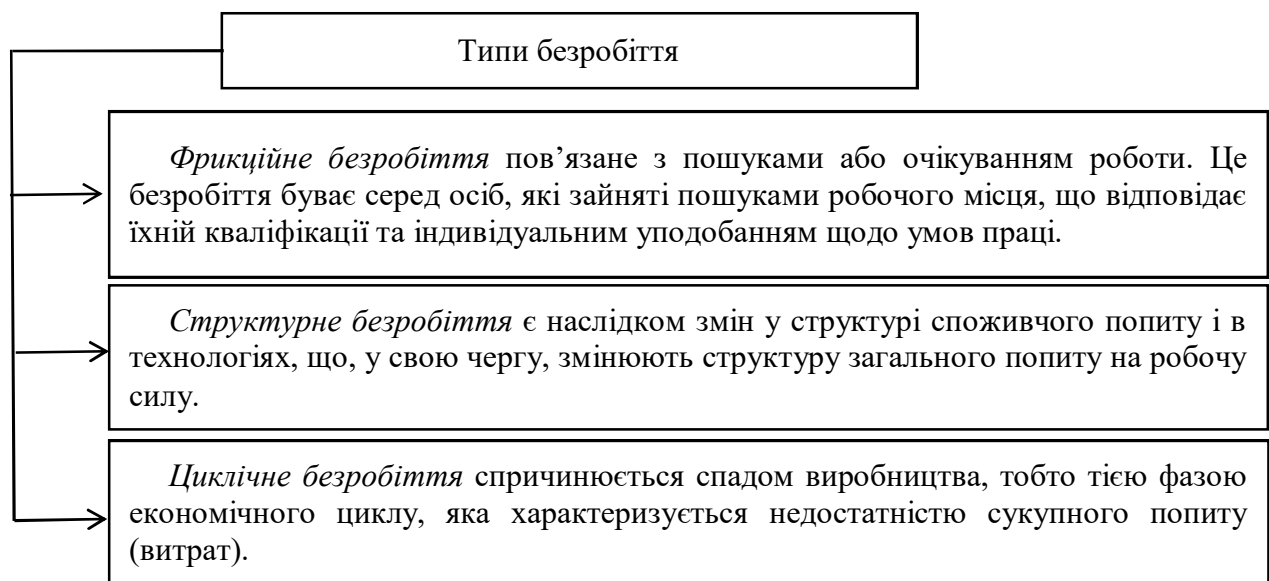 Типи безробіття
Фрикційне безробіття пов’язане з пошуками або очікуванням роботи. Це
безробіття буває серед осіб, які зайняті пошуками робочого місця, що відповідає
їхній кваліфікації та індивідуальним уподобанням щодо умов праці.
Структурне безробіття є наслідком змін у структурі споживчого попиту і в
технологіях, що, у свою чергу, змінюють структуру загального попиту на робочу
силу.
Циклічне безробіття спричинюється спадом виробництва, тобто тією фазою
економічного циклу, яка характеризується недостатністю сукупного попиту
(витрат).